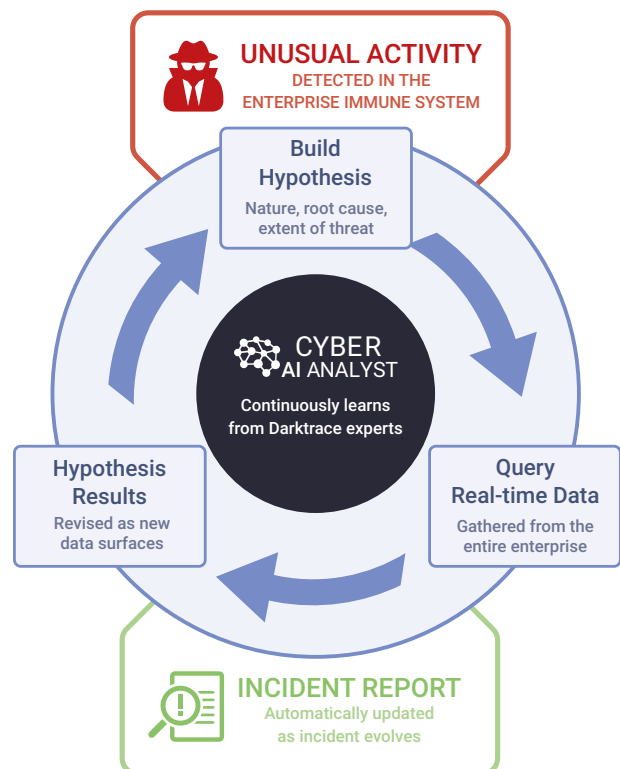 UNUSUAL ACTIVITY
DETECTED IN THE
ENTERPRISE IMMUNE SYSTEM
Build
Hypothesis
Nature, root cause,
extent of threat
CYBER
AI ANALYST
Continuously learns
from Darktrace experts
Hypothesis
Results
Revised as new
data surfaces
Query
Real-time Data
Gathered from the
entire enterprise
INCIDENT REPORT
Automatically updated
as incident evolves